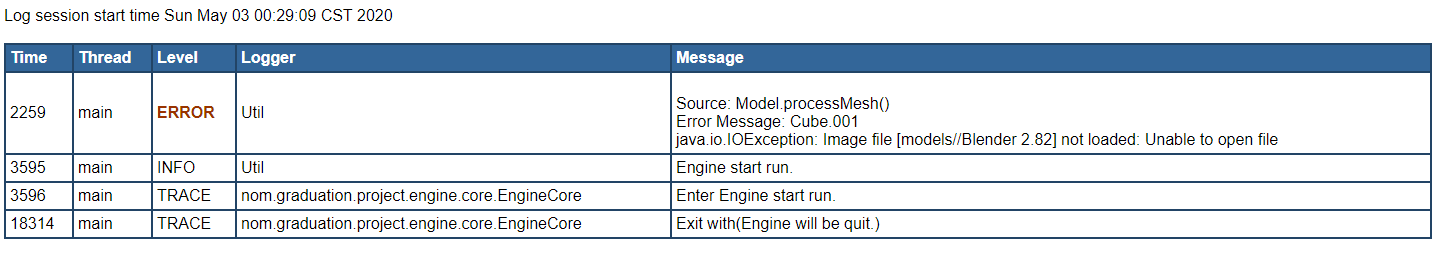 Log session start time Sun May 03 00:29:09 CST 2020
Time Thread Level Logger Message
2259 main ERROR Util Source: Model.processMesh()
Error Message: Cube.001
java.io.IOException: Image file [models//Blender 2.82] not loaded: Unable to open file
3595 main INFO Util Engine start run.
3596 main TRACE nom.graduation.project.engine.core.EngineCore Enter Engine start run.
18314 main TRACE nom.graduation.project.engine.core.EngineCore Exit with(Engine will be quit.)